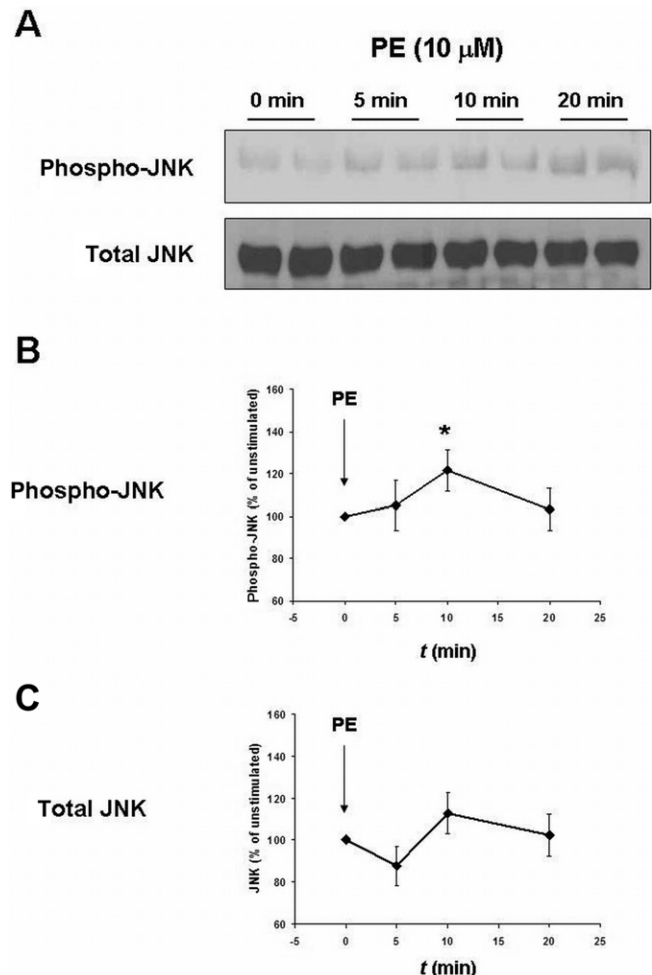 A
PE (10 µM)
0 min 5 min 10 min 20 min
Phospho-JNK
Total JNK
B
Phospho-JNK
Phospho-JNK (% of unstimulated)
160
140
120
100
80
60
PE
*
-5 0 5 10 15 20 25
t (min)
C
Total JNK
JNK (% of unstimulated)
160
140
120
100
80
60
PE
-5 0 5 10 15 20 25
t (min)